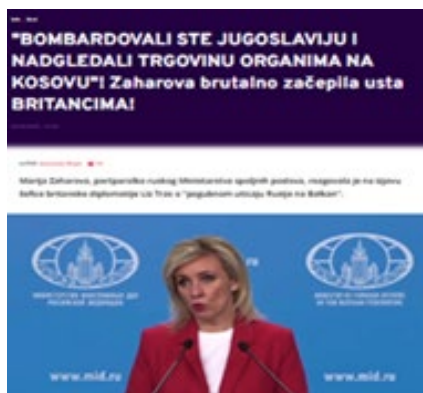 "BOMBARDOVALI STE JUGOSLAVIJU I
NADGLEDALI TRGOVINU ORGANIMA NA
KOSOVU"! Zaharova brutalno začepila usta
BRITANCIMA!
Marija Zaharova, portparolka ruskog Ministarstva spoljnih poslova, reagovala je na izjavu
šefice britanske diplomatije Liz Tras o "pogubnom uticaju Rusije na Balkan".
www.mid.ru
www.mid.ru